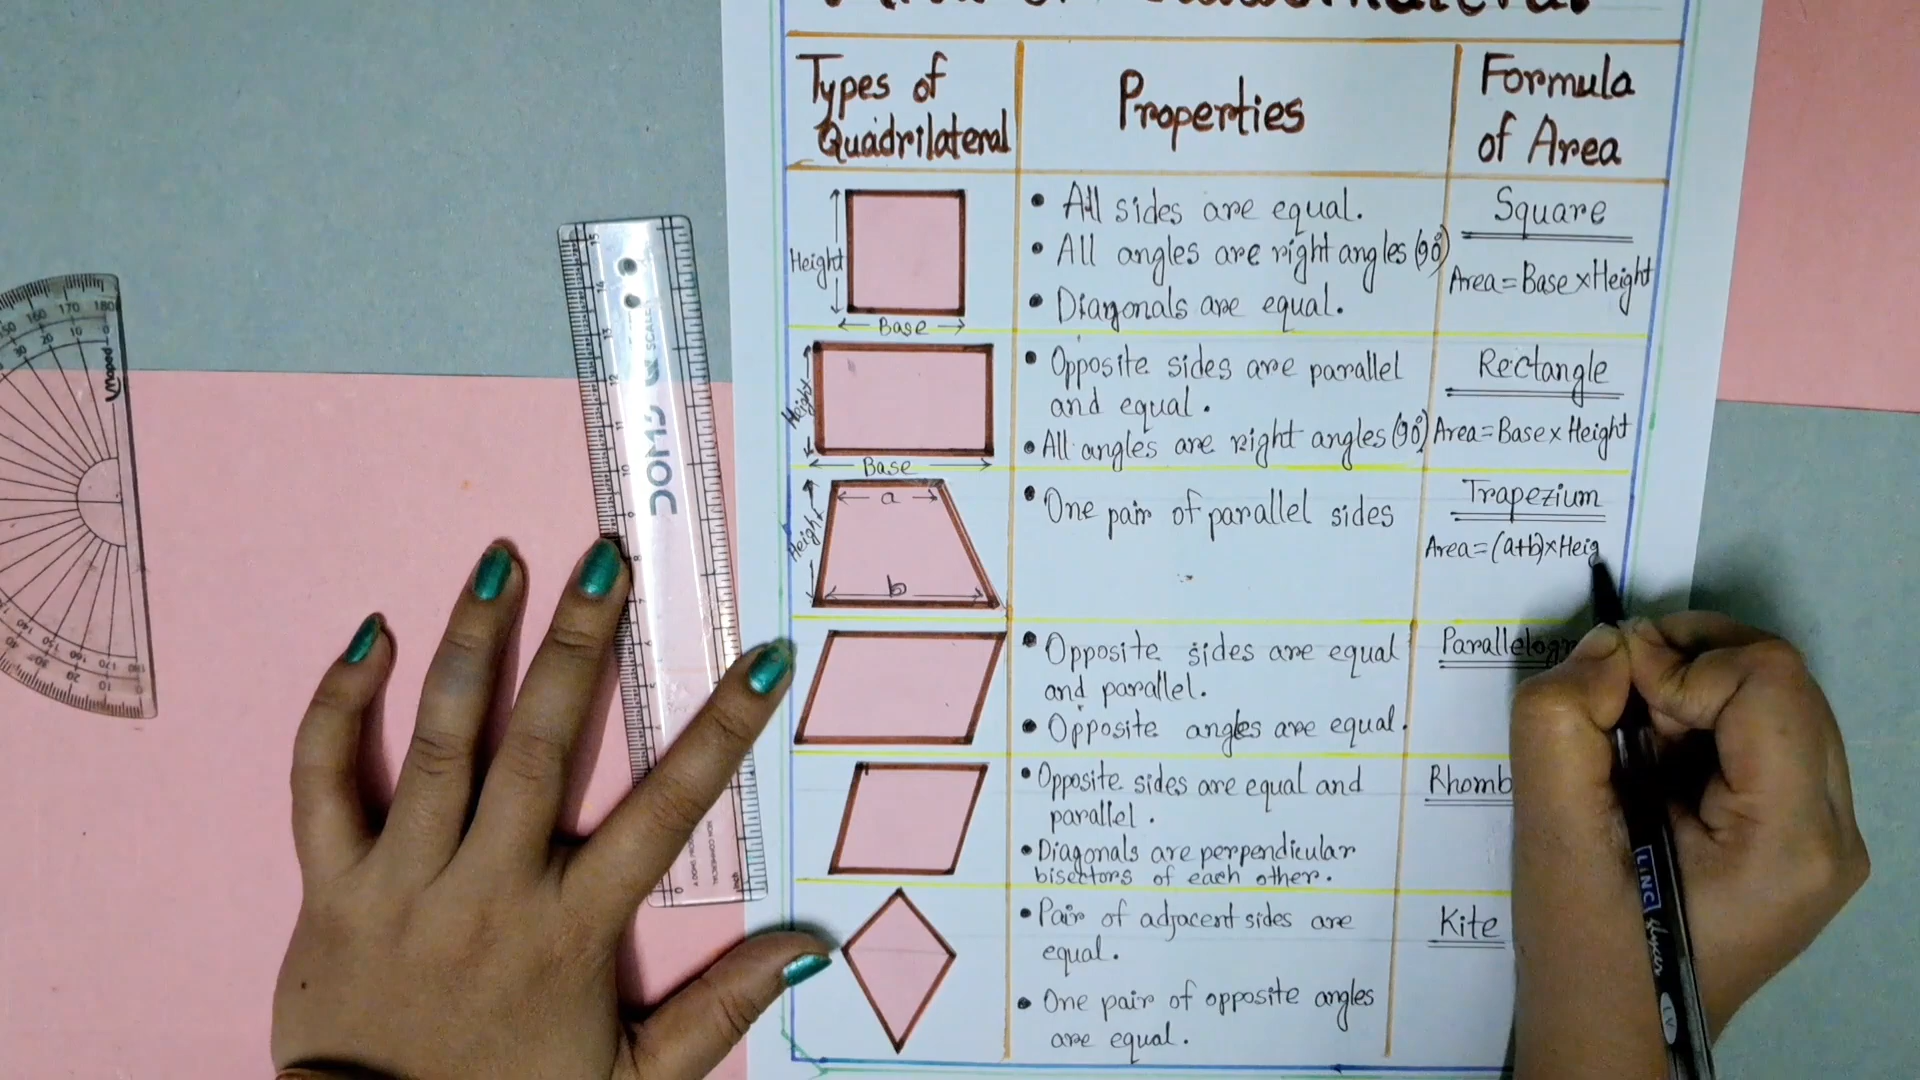 Types of
Quadrilateral
Properties
Formula
of Area
Height
Base
• All sides are equal.
• All angles are right angles (90°)
• Diagonals are equal.
Square
Area=Base×Height
Height
Base
• Opposite sides are parallel
and equal.
• All angles are right angles (90°)
Rectangle
Area=Base×Height
Height
a
b
• One pair of parallel sides
Trapezium
Area=(a+b)×Heig
• Opposite sides are equal
and parallel.
• Opposite angles are equal.
Parallelogr
• Opposite sides are equal and
parallel.
• Diagonals are perpendicular
bisectors of each other.
Rhomb
• Pair of adjacent sides are
equal.
• One pair of opposite angles
are equal.
Kite
DOMS
SCALE
LINC